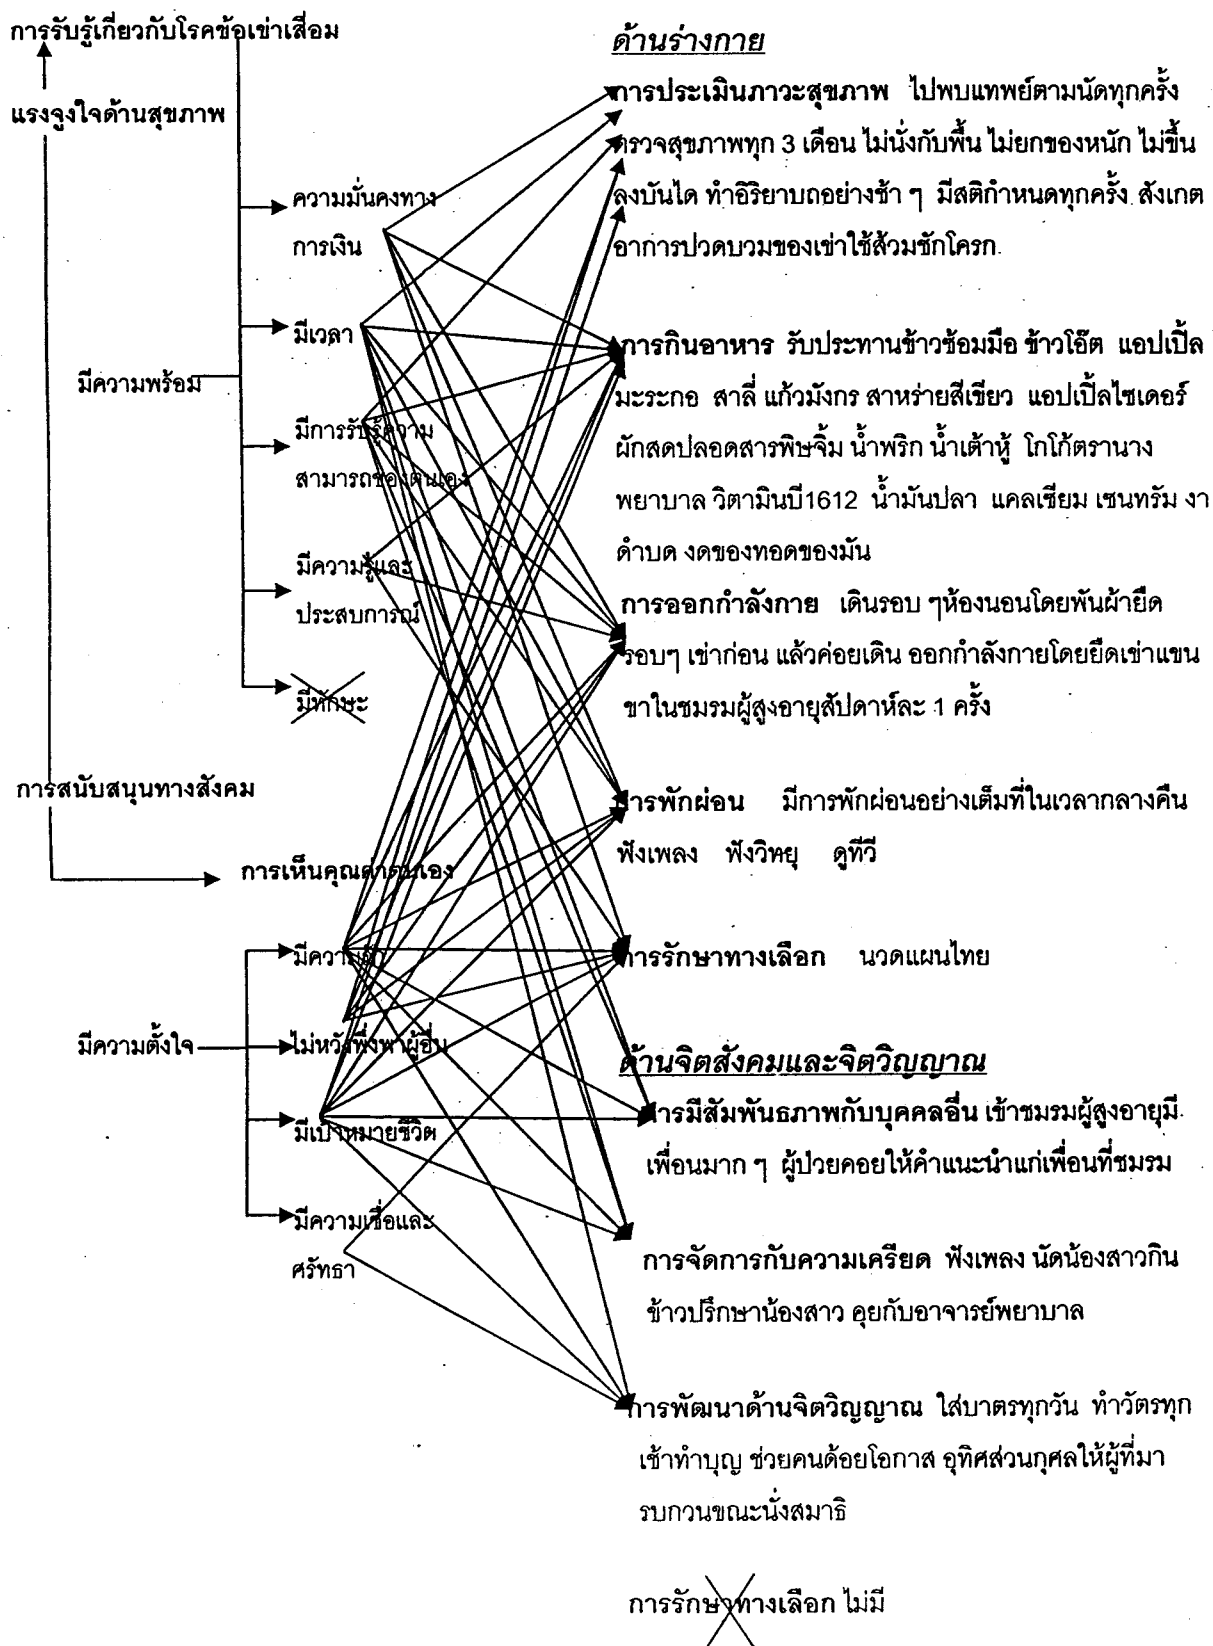 การรับรู้เกี่ยวกับโรคข้อเข่าเสื่อม
แรงจูงใจด้านสุขภาพ
ความมั่นคงทาง
การเงิน
มีเวลา
มีความพร้อม
มีการรับรู้ความ
สามารถของตนเอง
มีความรู้และ
ประสบการณ์
มีทักษะ
การสนับสนุนทางสังคม
การเห็นคุณค่าตนเอง
มีความ
มีความตั้งใจ
ไม่หวังพึ่งพาผู้อื่น
มีเป้าหมายชีวิต
มีความเชื่อและ
ศรัทธา
ด้านร่างกาย
การประเมินภาวะสุขภาพ ไปพบแทพย์ตามนัดทุกครั้ง
ตรวจสุขภาพทุก 3 เดือน ไม่นั่งกับพื้น ไม่ยกของหนัก ไม่ขึ้น
ลงบันได ทำอิริยาบถอย่างช้า ๆ มีสติกำหนดทุกครั้ง สังเกต
อาการปวดบวมของเข่าใช้ส้วมชักโครก
การกินอาหาร รับประทานข้าวซ้อมมือ ข้าวโอ๊ต แอปเปิ้ล
มะระกอ สาลี่ แก้วมังกร สาหร่ายสีเขียว แอปเปิ้ลไซเดอร์
ผักสดปลอดสารพิษจิ้ม น้ำพริก น้ำเต้าหู้ โกโก้ตรานาง
พยาบาล วิตามินบี1612 น้ำมันปลา แคลเซียม เซนทรัม งา
ดำบด งดของทอดของมัน
การออกกำลังกาย เดินรอบ ๆห้องนอนโดยพันผ้ายืด
รอบๆ เข่าก่อน แล้วค่อยเดิน ออกกำลังกายโดยยืดเข่าแขน
ขาในชมรมผู้สูงอายุสัปดาห์ละ 1 ครั้ง
การพักผ่อน มีการพักผ่อนอย่างเต็มที่ในเวลากลางคืน
ฟังเพลง ฟังวิทยุ ดูทีวี
การรักษาทางเลือก นวดแผนไทย
ด้านจิตสังคมและจิตวิญญาณ
การมีสัมพันธภาพกับบุคคลอื่น เข้าชมรมผู้สูงอายุมี
เพื่อนมาก ๆ ผู้ป่วยคอยให้คำแนะนำแก่เพื่อนที่ชมรม
การจัดการกับความเครียด ฟังเพลง นัดน้องสาวกิน
ข้าวปรึกษาน้องสาว คุยกับอาจารย์พยาบาล
การพัฒนาด้านจิตวิญญาณ ใส่บาตรทุกวัน ทำวัตรทุก
เช้าทำบุญ ช่วยคนด้อยโอกาส อุทิศส่วนกุศลให้ผู้ที่มา
รบกวนขณะนั่งสมาธิ
การรักษาทางเลือก ไม่มี